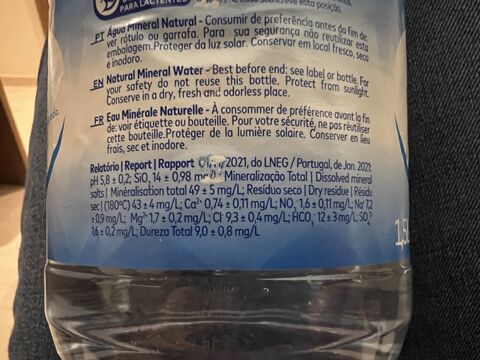 PARA LACTENTES
PT Água Mineral Natural - Consumir de preferência antes do fim de:
ver rótulo ou garrafa. Para sua segurança não reutilizar esta
embalagem.Proteger da luz solar. Conservar em local fresco, seco
e inodoro.
EN Natural Mineral Water - Best before end: see label or bottle. For
your safety do not reuse this bottle. Protect from sunlight.
Conserve in a dry, fresh and odorless place.
FR Eau Minérale Naturelle - À consommer de préférence avant la fin
de: voir étiquette ou bouteille. Pour votre sécurité, ne pas réutiliser
cette bouteille.Protéger de la lumière solaire. Conserver en lieu
frais, sec et inodore.
Relatório | Report | Rapport /2021, do LNEG / Portugal, de Jan. 2021:
pH 5,8 ± 0,2; SiO₂ 14 ± 0,98 mg/L Mineralização Total | Dissolved mineral
salts | Minéralisation total 49 ± 5 mg/L; Resíduo seco | Dry residue | Résidu
sec | (180ºC) 43 ± 4 mg/L; Ca²⁺ 0,74 ± 0,11 mg/L; NO₃⁻ 1,6 ± 0,11 mg/L; Na⁺ 7,2
± 0,9 mg/L; Mg²⁺ 1,7 ± 0,2 mg/L; Cl⁻ 9,3 ± 0,4 mg/L; HCO₃⁻ 12 ± 3 mg/L; SO₄²⁻
1,6 ± 0,2 mg/L; Dureza Total 9,0 ± 0,8 mg/L
1,5